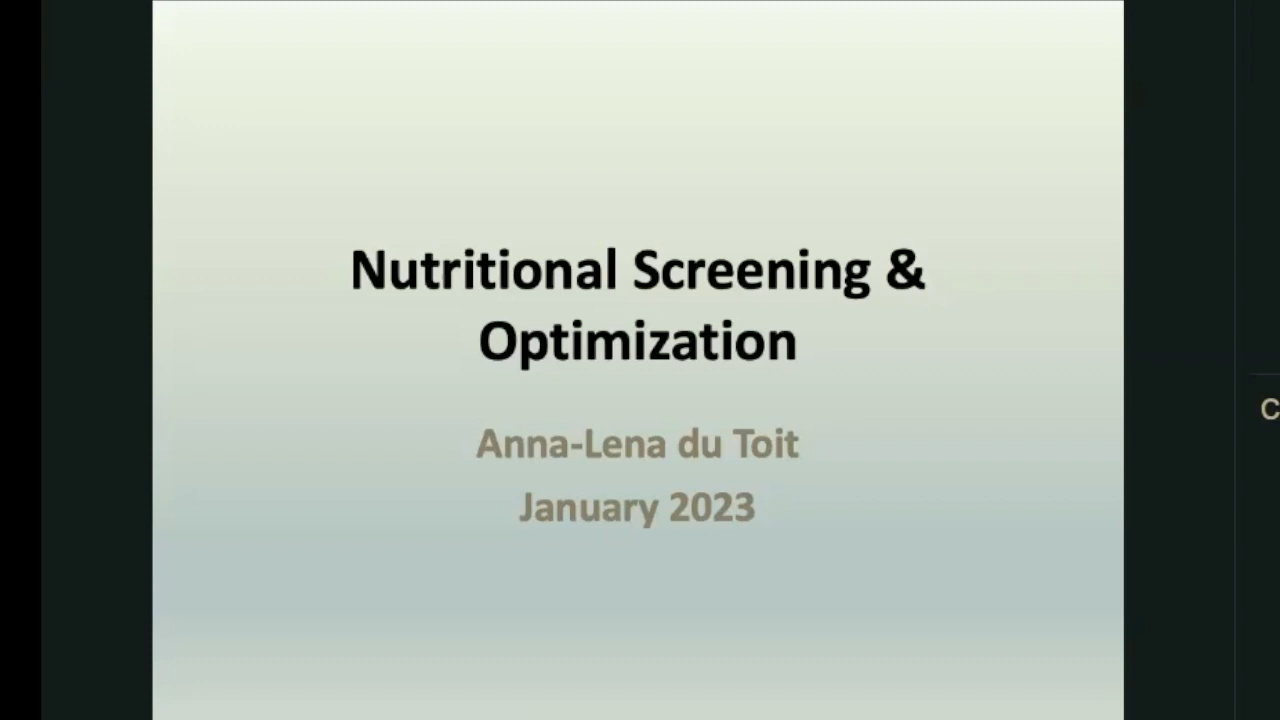 Nutritional Screening &
Optimization
Anna-Lena du Toit
January 2023
C